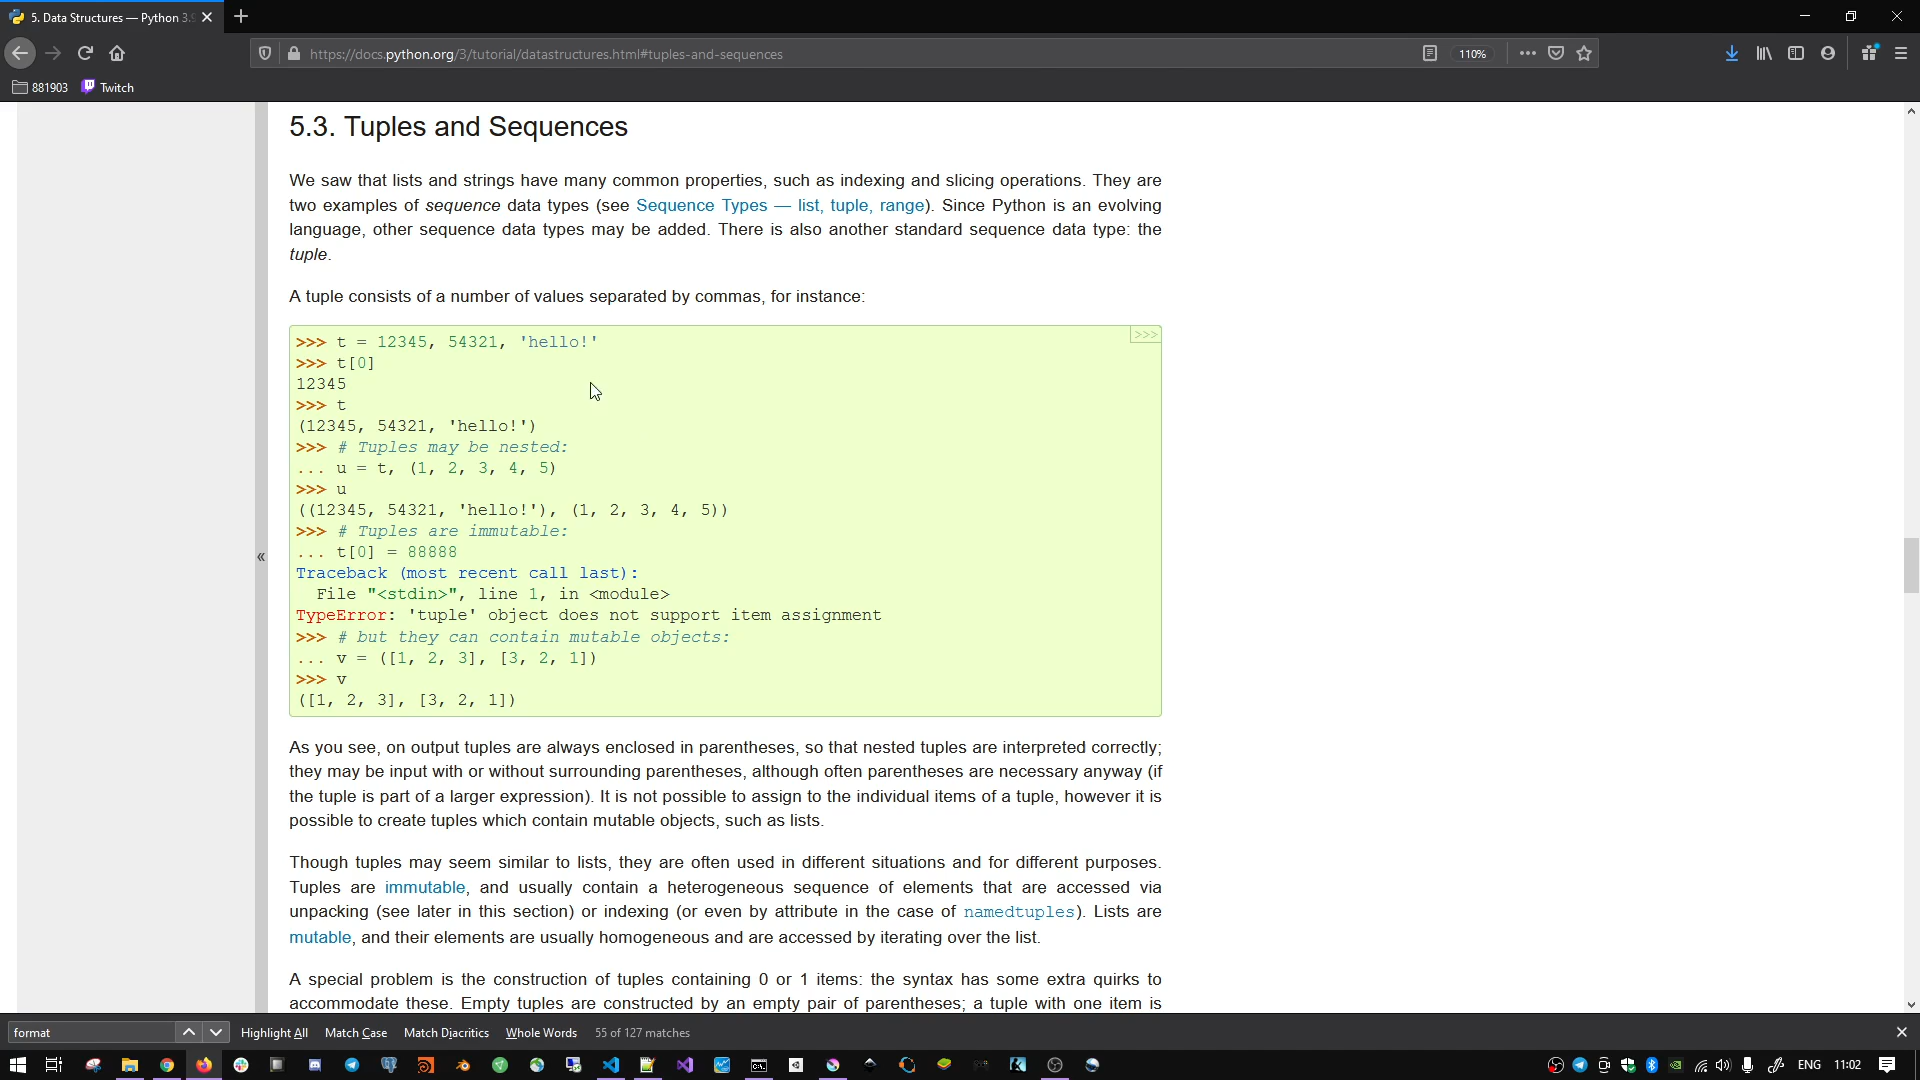 5. Data Structures — Python 3.9
https://docs.python.org/3/tutorial/datastructures.html#tuples-and-sequences
110%
881903
Twitch
5.3. Tuples and Sequences
We saw that lists and strings have many common properties, such as indexing and slicing operations. They are
two examples of sequence data types (see Sequence Types — list, tuple, range). Since Python is an evolving
language, other sequence data types may be added. There is also another standard sequence data type: the
tuple.
A tuple consists of a number of values separated by commas, for instance:
>>>
>>> t = 12345, 54321, 'hello!'
>>> t[0]
12345
>>> t
(12345, 54321, 'hello!')
>>> # Tuples may be nested:
... u = t, (1, 2, 3, 4, 5)
>>> u
((12345, 54321, 'hello!'), (1, 2, 3, 4, 5))
>>> # Tuples are immutable:
... t[0] = 88888
Traceback (most recent call last):
  File "<stdin>", line 1, in <module>
TypeError: 'tuple' object does not support item assignment
>>> # but they can contain mutable objects:
... v = ([1, 2, 3], [3, 2, 1])
>>> v
([1, 2, 3], [3, 2, 1])
«
As you see, on output tuples are always enclosed in parentheses, so that nested tuples are interpreted correctly;
they may be input with or without surrounding parentheses, although often parentheses are necessary anyway (if
the tuple is part of a larger expression). It is not possible to assign to the individual items of a tuple, however it is
possible to create tuples which contain mutable objects, such as lists.
Though tuples may seem similar to lists, they are often used in different situations and for different purposes.
Tuples are immutable, and usually contain a heterogeneous sequence of elements that are accessed via
unpacking (see later in this section) or indexing (or even by attribute in the case of namedtuples). Lists are
mutable, and their elements are usually homogeneous and are accessed by iterating over the list.
A special problem is the construction of tuples containing 0 or 1 items: the syntax has some extra quirks to
accommodate these. Empty tuples are constructed by an empty pair of parentheses; a tuple with one item is
format
Highlight All
Match Case
Match Diacritics
Whole Words
55 of 127 matches
ENG
11:02